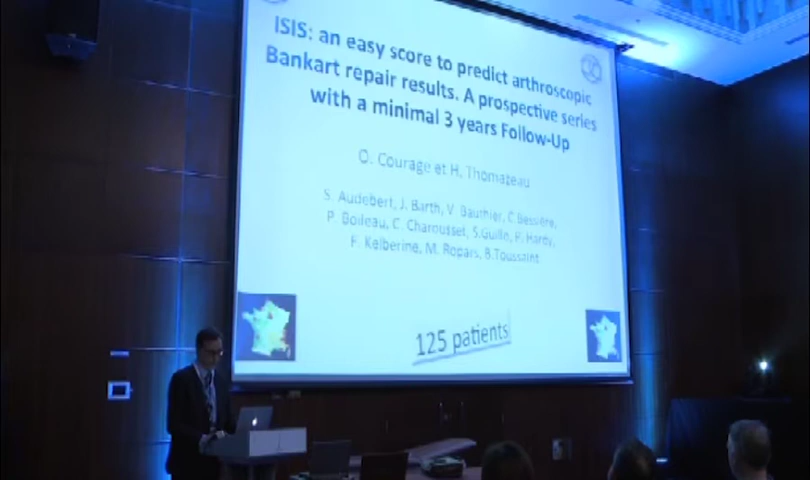 ISIS: an easy score to predict arthroscopic
Bankart repair results. A prospective series
with a minimal 3 years Follow-Up
O. Courage et H. Thomazeau
S. Audebert, J. Barth, V. Bauthier, C. Bessière,
P. Boileau, C. Charousset, S.Guillo, P. Hardy,
F. Kelberine, M. Ropars, B.Toussaint
125 patients